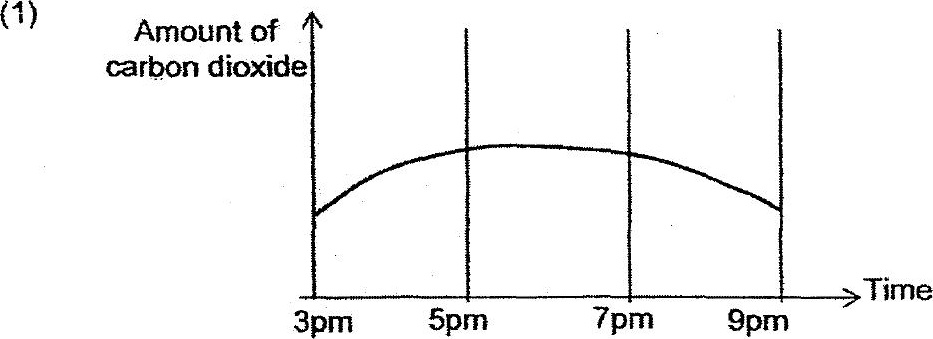 (1)
Amount of
carbon dioxide
Time
3pm 5pm 7pm 9pm